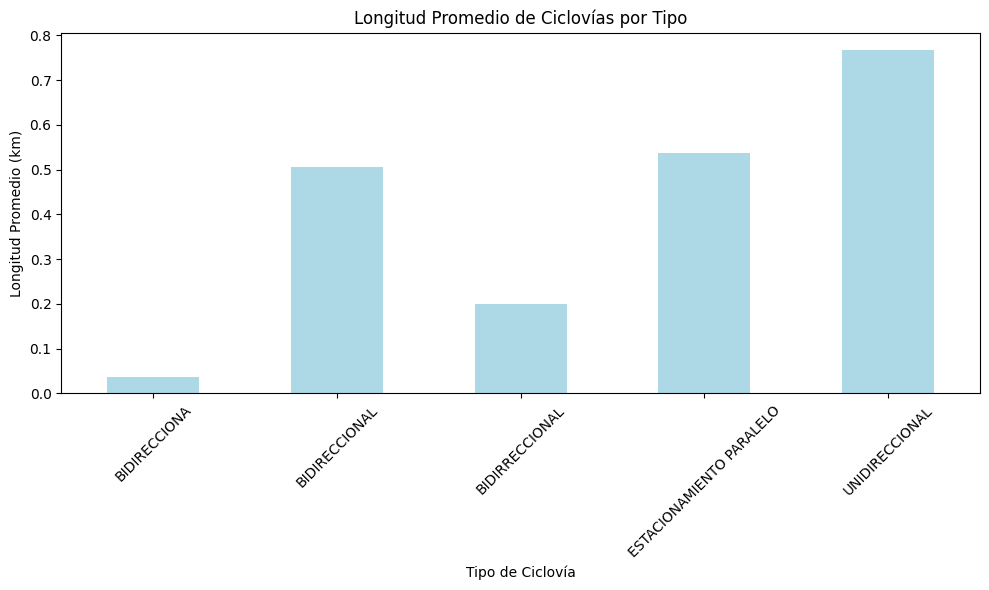 Longitud Promedio de Ciclovías por Tipo
Longitud Promedio (km)
0.8
0.7
0.6
0.5
0.4
0.3
0.2
0.1
0.0
BIDIRECCIONA
BIDIRECCIONAL
BIDIRRECCIONAL
ESTACIONAMIENTO PARALELO
UNIDIRECCIONAL
Tipo de Ciclovía